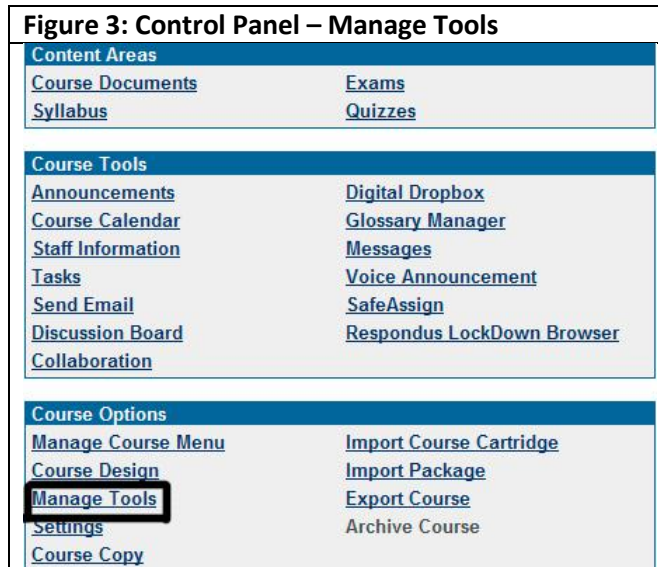 Figure 3: Control Panel – Manage Tools
Content Areas
Course Documents
Exams
Syllabus
Quizzes
Course Tools
Announcements
Digital Dropbox
Course Calendar
Glossary Manager
Staff Information
Messages
Tasks
Voice Announcement
Send Email
SafeAssign
Discussion Board
Respondus LockDown Browser
Collaboration
Course Options
Manage Course Menu
Import Course Cartridge
Course Design
Import Package
Manage Tools
Export Course
Settings
Archive Course
Course Copy